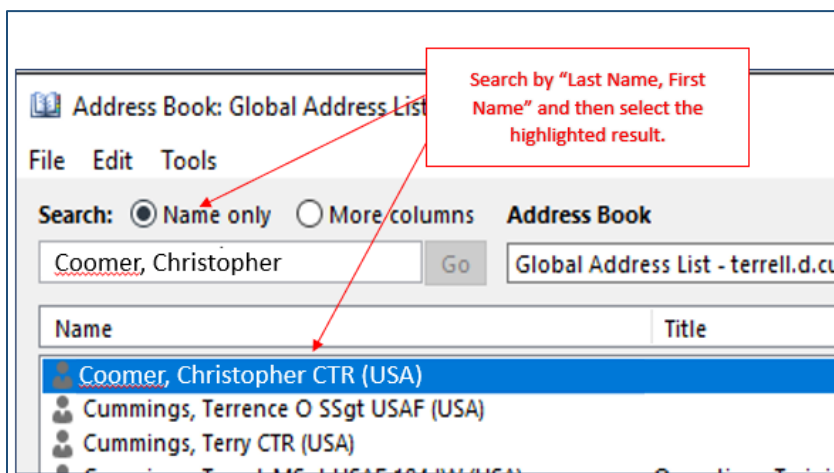 Search by “Last Name, First
Name” and then select the
highlighted result.
Address Book: Global Address List
File Edit Tools
Search: Name only More columns Address Book
Coomer, Christopher Go Global Address List - terrell.d.cu
Name Title
Coomer, Christopher CTR (USA)
Cummings, Terrence O SSgt USAF (USA)
Cummings, Terry CTR (USA)